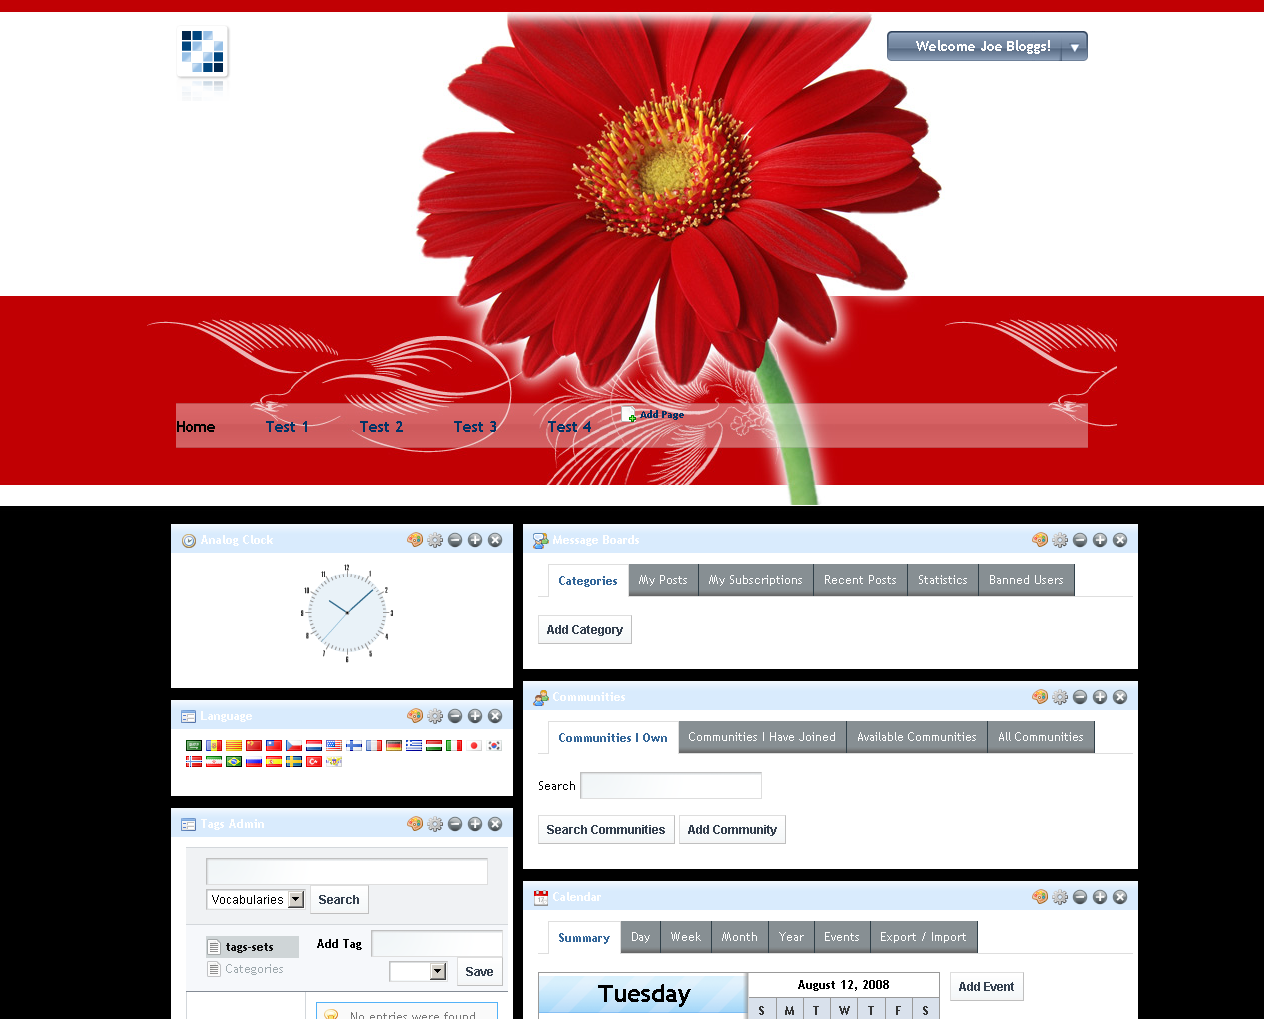 Welcome Joe Bloggs!
Home Test 1 Test 2 Test 3 Test 4 Add Page
Analog Clock
12 1 2 3 4 5 6 7 8 9 10 11
Language
Tags Admin
Vocabularies Search
tags-sets
Categories
Add Tag
Save
No entries were found
Message Boards
Categories My Posts My Subscriptions Recent Posts Statistics Banned Users
Add Category
Communities
Communities I Own Communities I Have Joined Available Communities All Communities
Search
Search Communities Add Community
Calendar
Summary Day Week Month Year Events Export / Import
Tuesday
August 12, 2008
S M T W T F S
Add Event